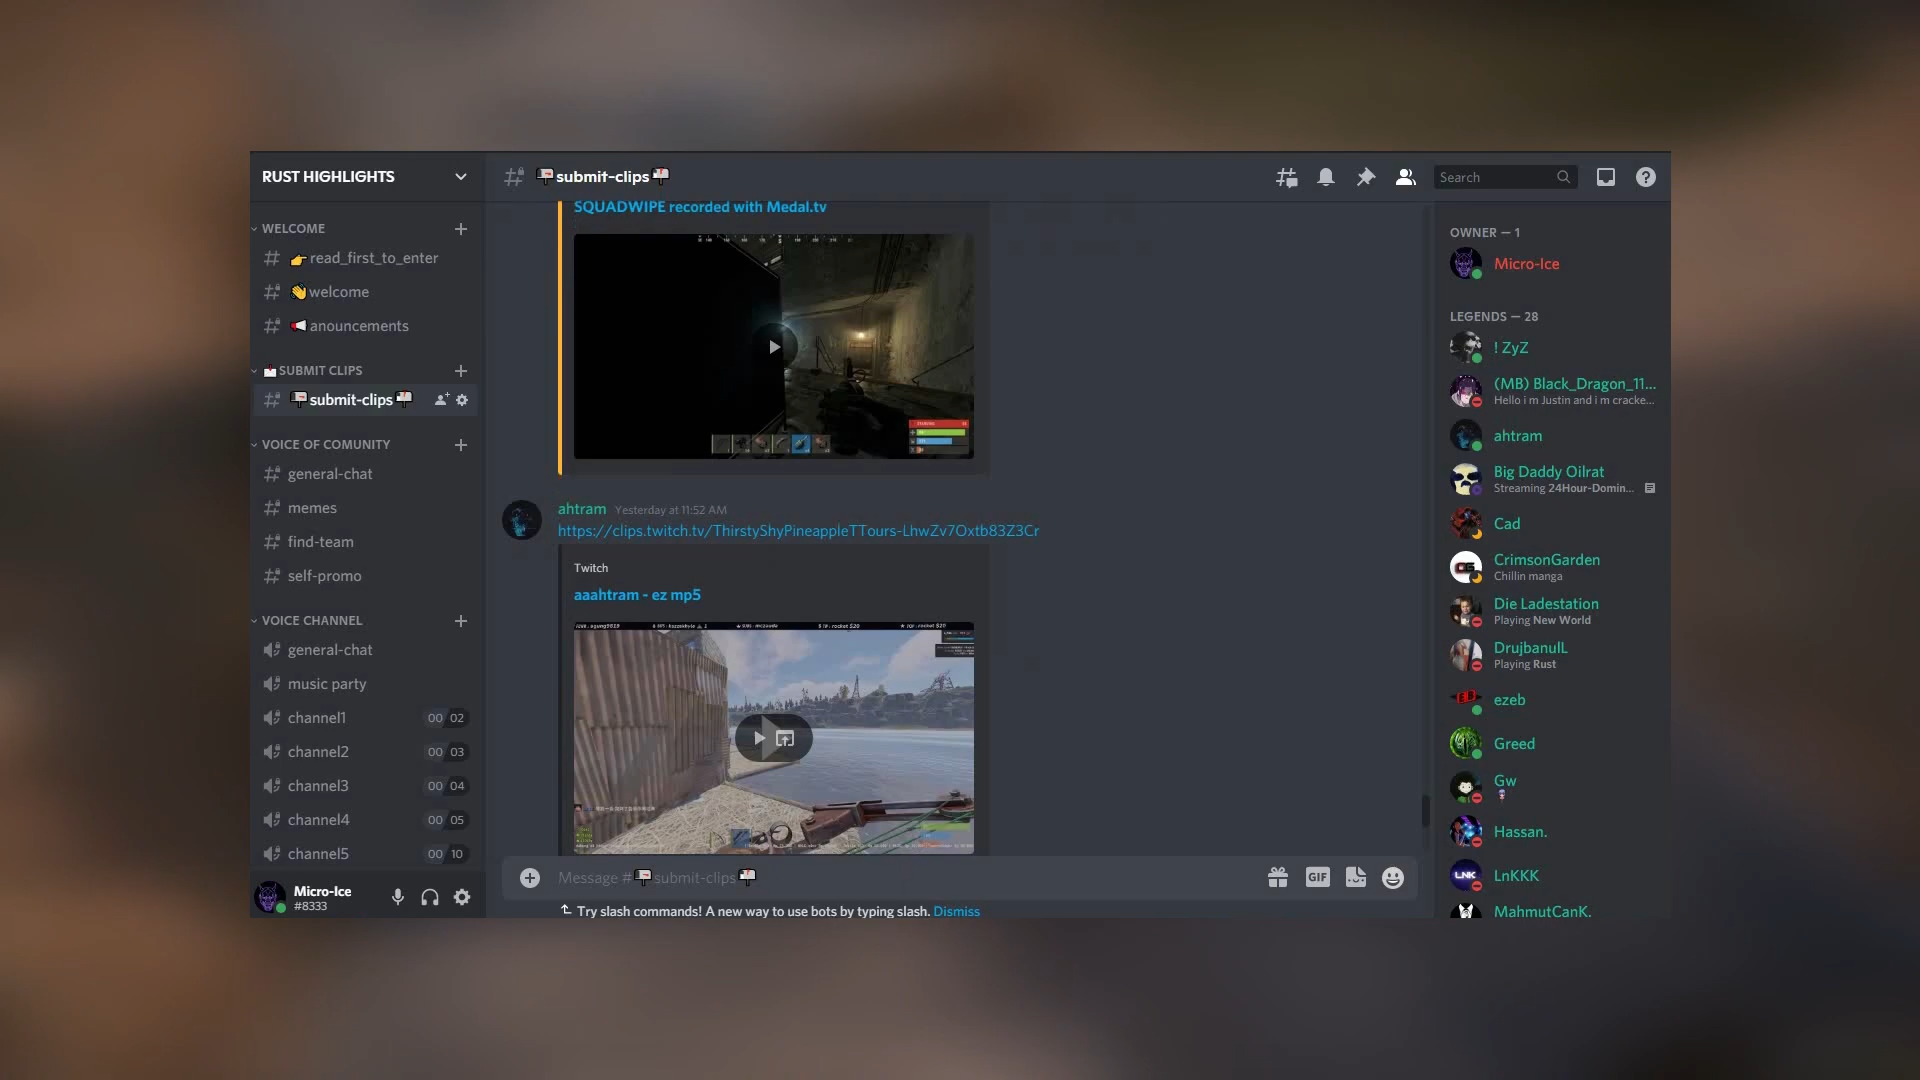 RUST HIGHLIGHTS
WELCOME
read_first_to_enter
welcome
anouncements
SUBMIT CLIPS
submit-clips
VOICE OF COMUNITY
general-chat
memes
find-team
self-promo
VOICE CHANNEL
general-chat
music party
channel1 00 02
channel2 00 03
channel3 00 04
channel4 00 05
channel5 00 10
Micro-Ice
#8333
submit-clips
Search
SQUADWIPE recorded with Medal.tv
ahtram Yesterday at 11:52 AM
https://clips.twitch.tv/ThirstyShyPineappleTTours-LhwZv7Oxtb83Z3Cr
Twitch
aaahtram - ez mp5
Message #submit-clips
GIF
Try slash commands! A new way to use bots by typing slash. Dismiss
OWNER — 1
Micro-Ice
LEGENDS — 28
! ZyZ
(MB) Black_Dragon_11...
Hello i m Justin and i m cracke...
ahtram
Big Daddy Oilrat
Streaming 24Hour-Domin...
Cad
CrimsonGarden
Chillin manga
Die Ladestation
Playing New World
DrujbanulL
Playing Rust
ezeb
Greed
Gw
Hassan.
LNK
LnKKK
MahmutCanK.